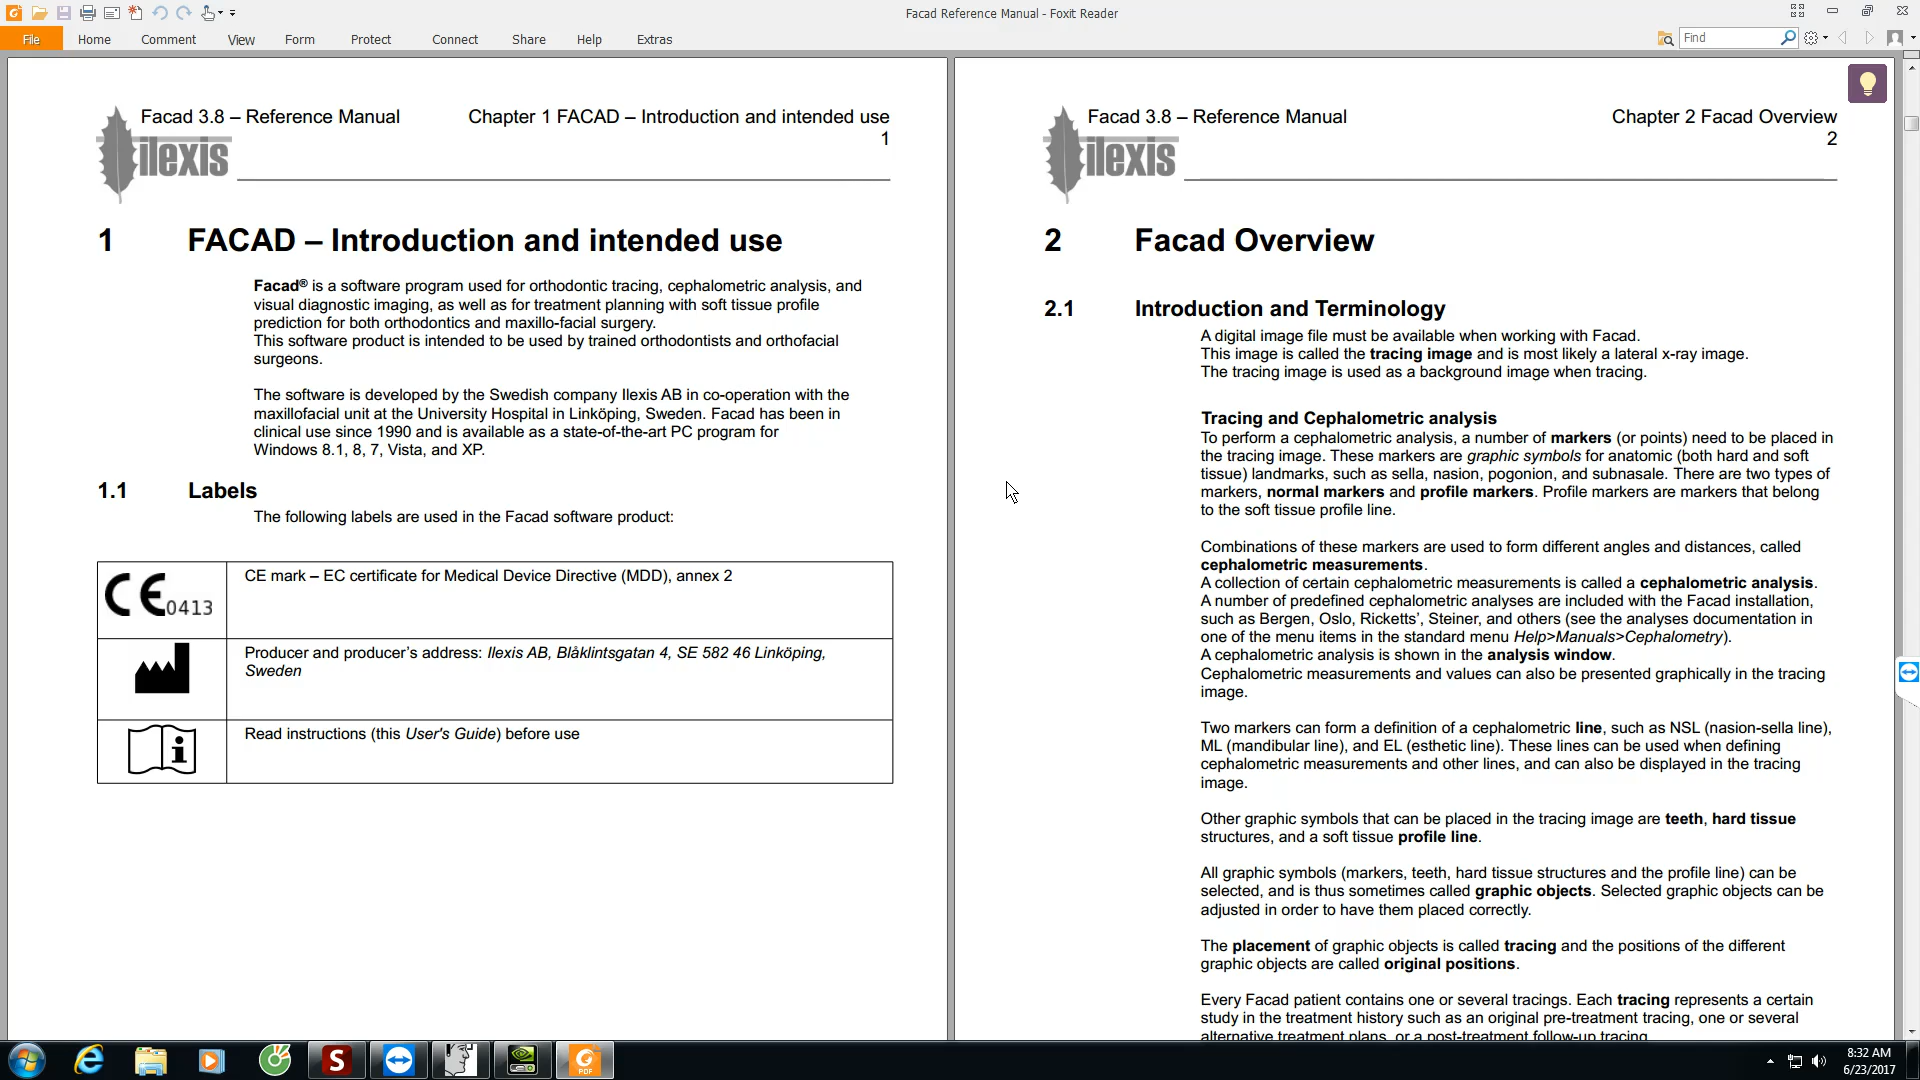 Facad Reference Manual - Foxit Reader
File
Home
Comment
View
Form
Protect
Connect
Share
Help
Extras
Find
Facad 3.8 – Reference Manual
Chapter 1 FACAD – Introduction and intended use
1
ilexis
1 FACAD – Introduction and intended use
Facad® is a software program used for orthodontic tracing, cephalometric analysis, and
visual diagnostic imaging, as well as for treatment planning with soft tissue profile
prediction for both orthodontics and maxillo-facial surgery.
This software product is intended to be used by trained orthodontists and orthofacial
surgeons.
The software is developed by the Swedish company Ilexis AB in co-operation with the
maxillofacial unit at the University Hospital in Linköping, Sweden. Facad has been in
clinical use since 1990 and is available as a state-of-the-art PC program for
Windows 8.1, 8, 7, Vista, and XP.
1.1 Labels
The following labels are used in the Facad software product:
CE 0413
CE mark – EC certificate for Medical Device Directive (MDD), annex 2
Producer and producer's address: Ilexis AB, Blåklintsgatan 4, SE 582 46 Linköping,
Sweden
i
Read instructions (this User's Guide) before use
Facad 3.8 – Reference Manual
Chapter 2 Facad Overview
2
ilexis
2 Facad Overview
2.1 Introduction and Terminology
A digital image file must be available when working with Facad.
This image is called the tracing image and is most likely a lateral x-ray image.
The tracing image is used as a background image when tracing.
Tracing and Cephalometric analysis
To perform a cephalometric analysis, a number of markers (or points) need to be placed in
the tracing image. These markers are graphic symbols for anatomic (both hard and soft
tissue) landmarks, such as sella, nasion, pogonion, and subnasale. There are two types of
markers, normal markers and profile markers. Profile markers are markers that belong
to the soft tissue profile line.
Combinations of these markers are used to form different angles and distances, called
cephalometric measurements.
A collection of certain cephalometric measurements is called a cephalometric analysis.
A number of predefined cephalometric analyses are included with the Facad installation,
such as Bergen, Oslo, Ricketts', Steiner, and others (see the analyses documentation in
one of the menu items in the standard menu Help>Manuals>Cephalometry).
A cephalometric analysis is shown in the analysis window.
Cephalometric measurements and values can also be presented graphically in the tracing
image.
Two markers can form a definition of a cephalometric line, such as NSL (nasion-sella line),
ML (mandibular line), and EL (esthetic line). These lines can be used when defining
cephalometric measurements and other lines, and can also be displayed in the tracing
image.
Other graphic symbols that can be placed in the tracing image are teeth, hard tissue
structures, and a soft tissue profile line.
All graphic symbols (markers, teeth, hard tissue structures and the profile line) can be
selected, and is thus sometimes called graphic objects. Selected graphic objects can be
adjusted in order to have them placed correctly.
The placement of graphic objects is called tracing and the positions of the different
graphic objects are called original positions.
Every Facad patient contains one or several tracings. Each tracing represents a certain
study in the treatment history such as an original pre-treatment tracing, one or several
alternative treatment plans, or a post-treatment follow-up tracing.
S
PDF
8:32 AM
6/23/2017